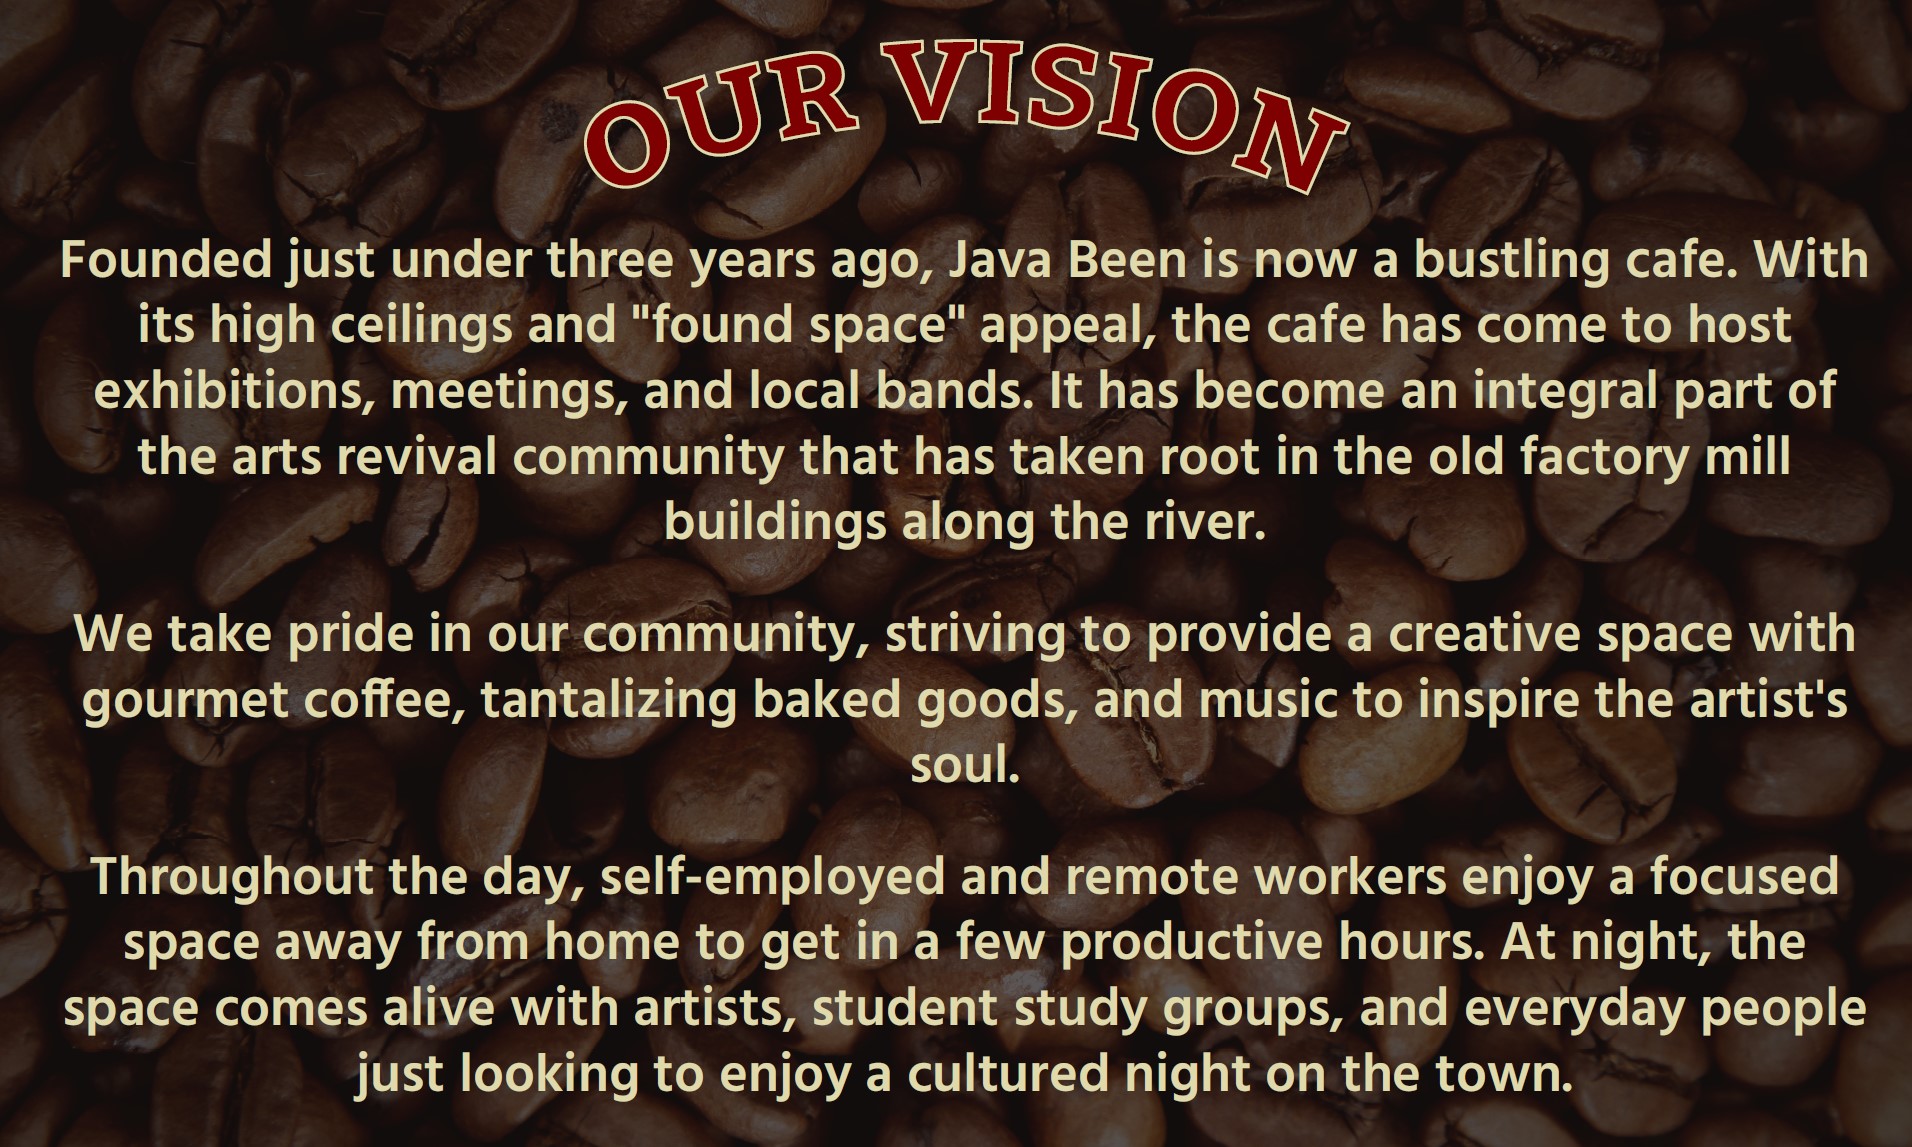 OUR VISION
Founded just under three years ago, Java Been is now a bustling cafe. With
its high ceilings and "found space" appeal, the cafe has come to host
exhibitions, meetings, and local bands. It has become an integral part of
the arts revival community that has taken root in the old factory mill
buildings along the river.
We take pride in our community, striving to provide a creative space with
gourmet coffee, tantalizing baked goods, and music to inspire the artist's
soul.
Throughout the day, self-employed and remote workers enjoy a focused
space away from home to get in a few productive hours. At night, the
space comes alive with artists, student study groups, and everyday people
just looking to enjoy a cultured night on the town.